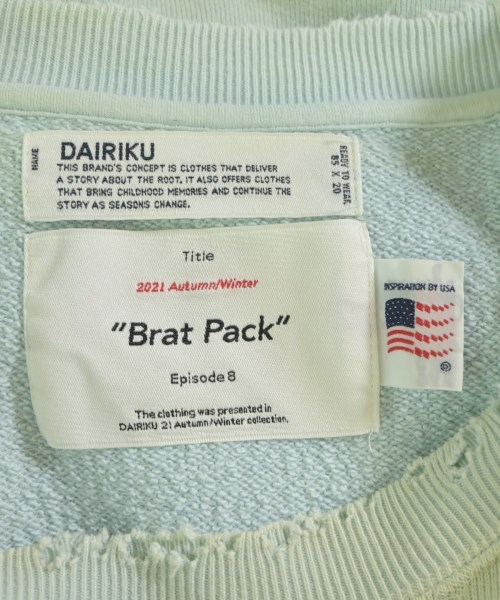 NAME
DAIRIKU
THIS BRAND'S CONCEPT IS CLOTHES THAT DELIVER
A STORY ABOUT THE ROOT. IT ALSO OFFERS CLOTHES
THAT BRING CHILDHOOD MEMORIES AND CONTINUE THE
STORY AS SEASONS CHANGE.
READY TO WEAR
85 X 20
Title
2021 Autumn/Winter
"Brat Pack"
Episode 8
The clothing was presented in
DAIRIKU 21 Autumn/Winter collection.
INSPIRATION BY USA
©